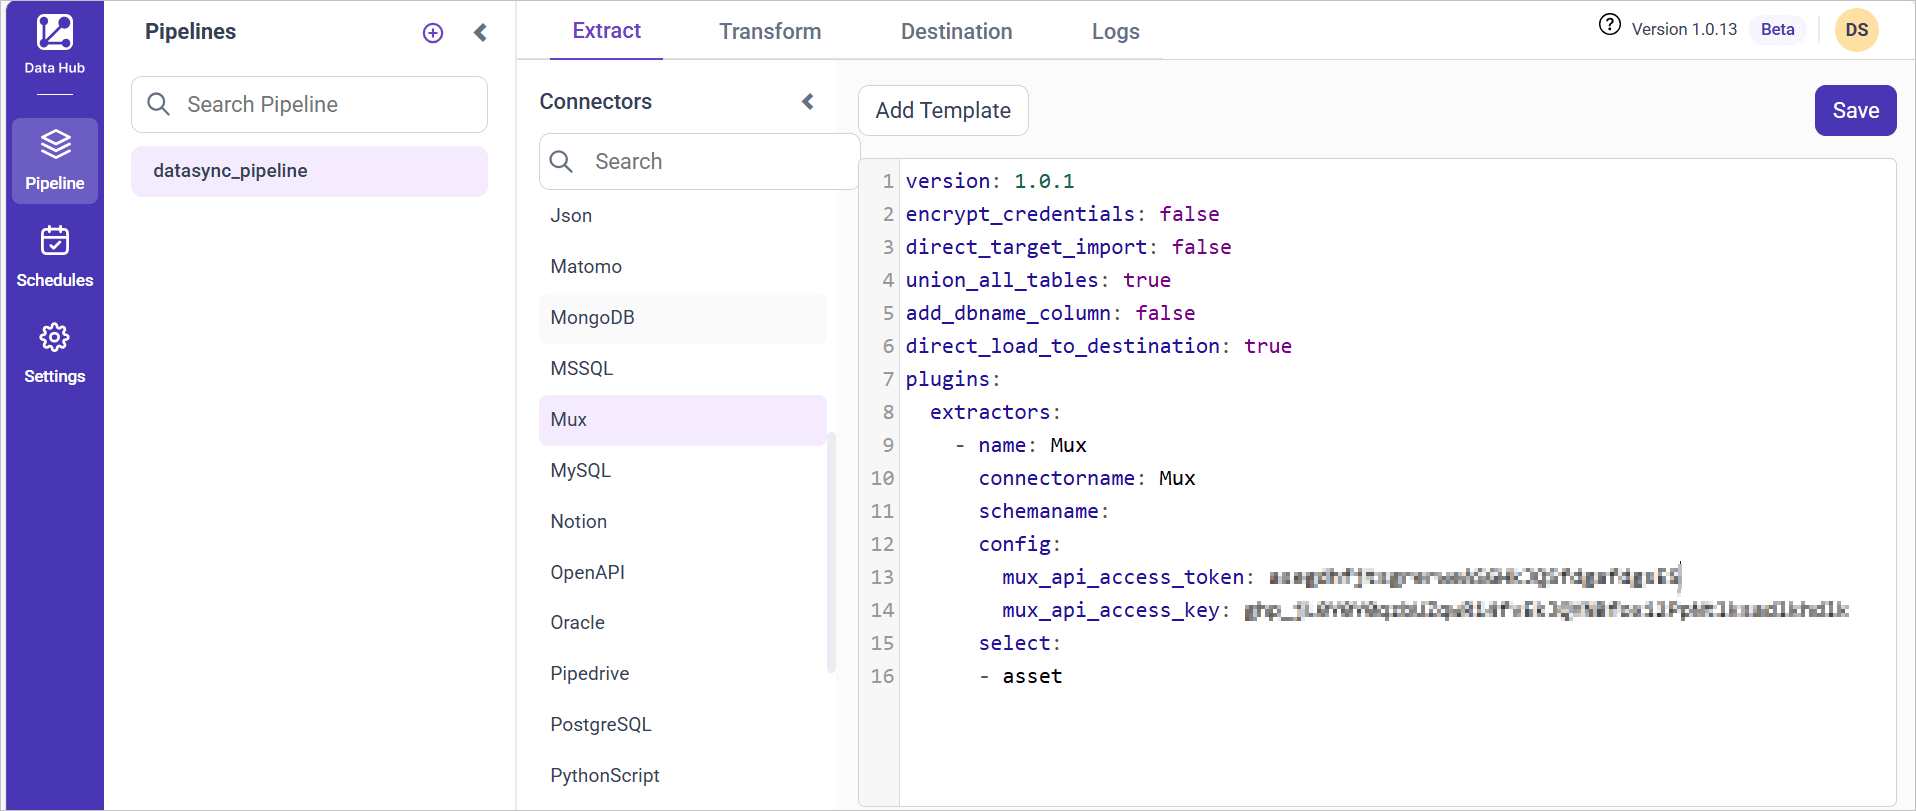 Data Hub
Pipeline
Schedules
Settings
Pipelines
Search Pipeline
datasync_pipeline
Extract
Transform
Destination
Logs
Version 1.0.13
Beta
DS
Connectors
Search
Json
Matomo
MongoDB
MSSQL
Mux
MySQL
Notion
OpenAPI
Oracle
Pipedrive
PostgreSQL
PythonScript
Add Template
Save
1 version: 1.0.1
2 encrypt_credentials: false
3 direct_target_import: false
4 union_all_tables: true
5 add_dbname_column: false
6 direct_load_to_destination: true
7 plugins:
8 extractors:
9 - name: Mux
10 connectorname: Mux
11 schemaname:
12 config:
13 mux_api_access_token:
14 mux_api_access_key:
15 select:
16 - asset